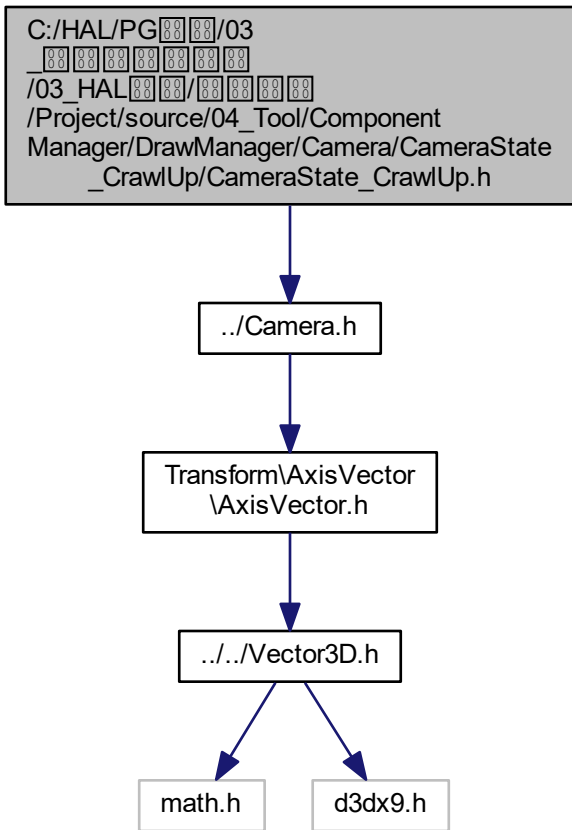 C:/HAL/PG/03
_
/03_HAL/
/Project/source/04_Tool/Component
Manager/DrawManager/Camera/CameraState
_CrawlUp/CameraState_CrawlUp.h
../Camera.h
Transform\AxisVector
\AxisVector.h
../../Vector3D.h
math.h
d3dx9.h